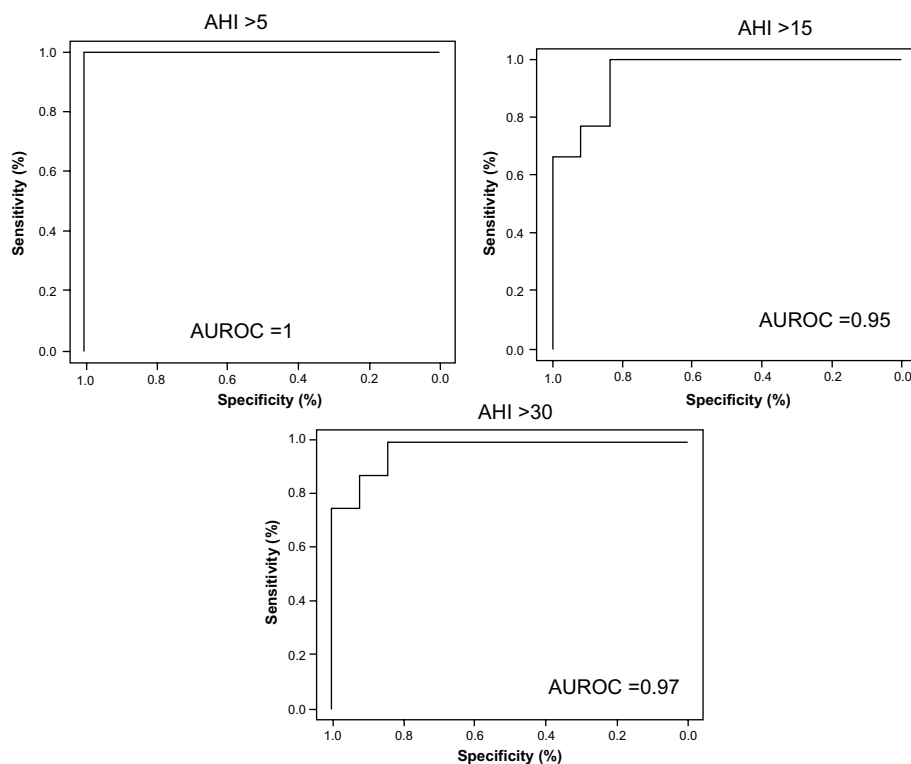 AHI >5
1.0
0.8
0.6
0.4
0.2
0.0
Sensitivity (%)
AUROC =1
1.0 0.8 0.6 0.4 0.2 0.0
Specificity (%)
AHI >15
1.0
0.8
0.6
0.4
0.2
0.0
Sensitivity (%)
AUROC =0.95
1.0 0.8 0.6 0.4 0.2 0.0
Specificity (%)
AHI >30
1.0
0.8
0.6
0.4
0.2
0.0
Sensitivity (%)
AUROC =0.97
1.0 0.8 0.6 0.4 0.2 0.0
Specificity (%)